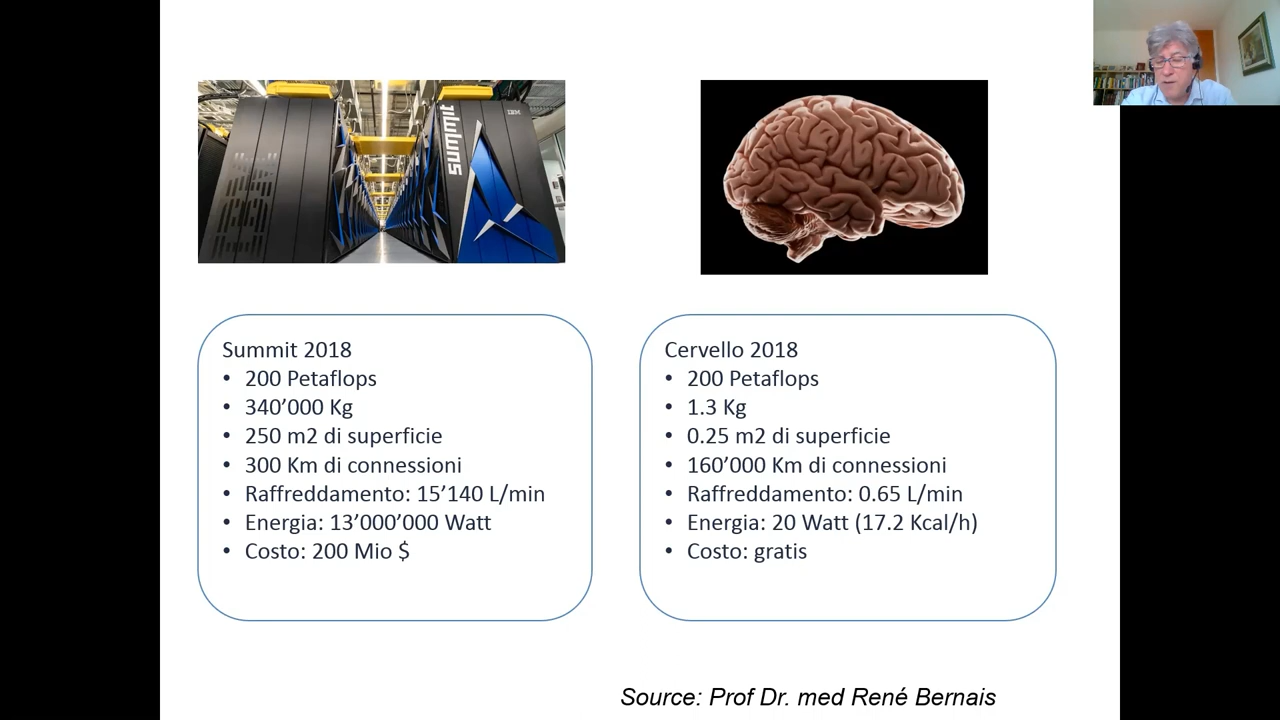 IBM
SUMMIT
IBM
Summit 2018
• 200 Petaflops
• 340’000 Kg
• 250 m2 di superficie
• 300 Km di connessioni
• Raffreddamento: 15’140 L/min
• Energia: 13’000’000 Watt
• Costo: 200 Mio $
Cervello 2018
• 200 Petaflops
• 1.3 Kg
• 0.25 m2 di superficie
• 160’000 Km di connessioni
• Raffreddamento: 0.65 L/min
• Energia: 20 Watt (17.2 Kcal/h)
• Costo: gratis
Source: Prof Dr. med René Bernais